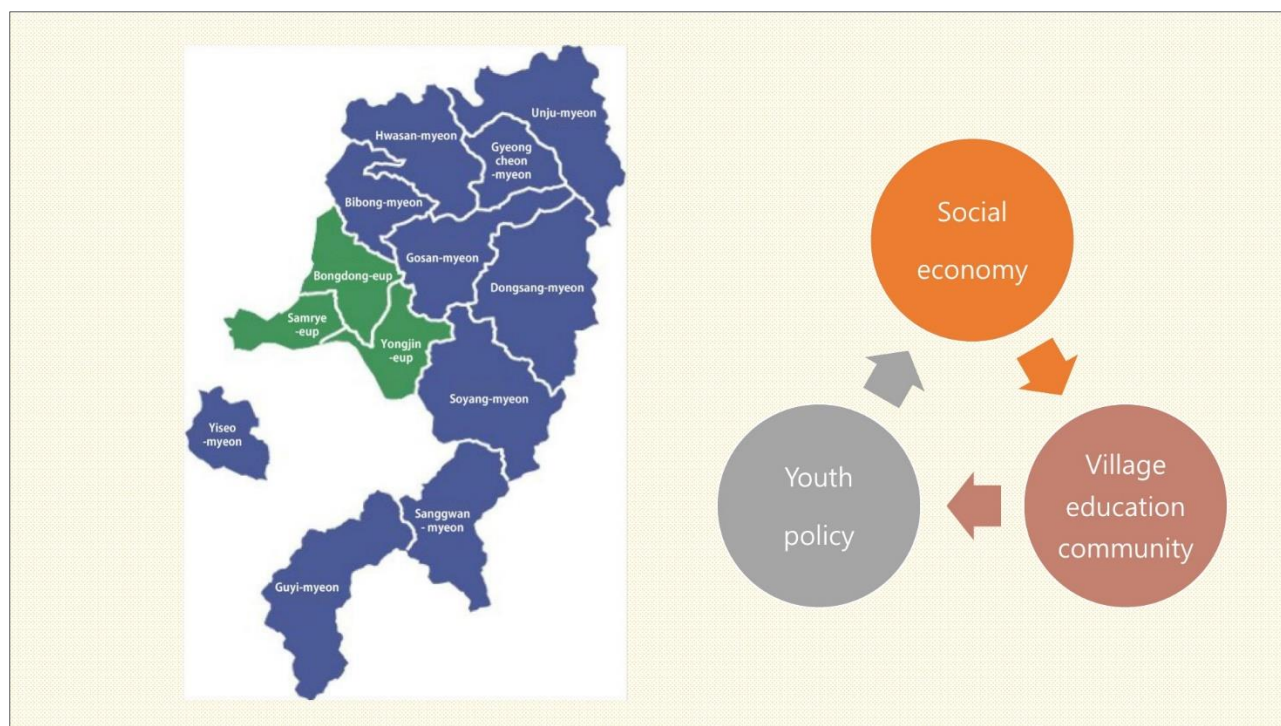 Unju-myeon
Hwasan-myeon
Gyeong
cheon
-myeon
Bibong-myeon
Gosan-myeon
Bongdong-eup
Dongsang-myeon
Samrye
-eup
Yongjin
-eup
Soyang-myeon
Yiseo
-myeon
Sanggwan
- myeon
Guyi-myeon
Social
economy
Village
education
community
Youth
policy